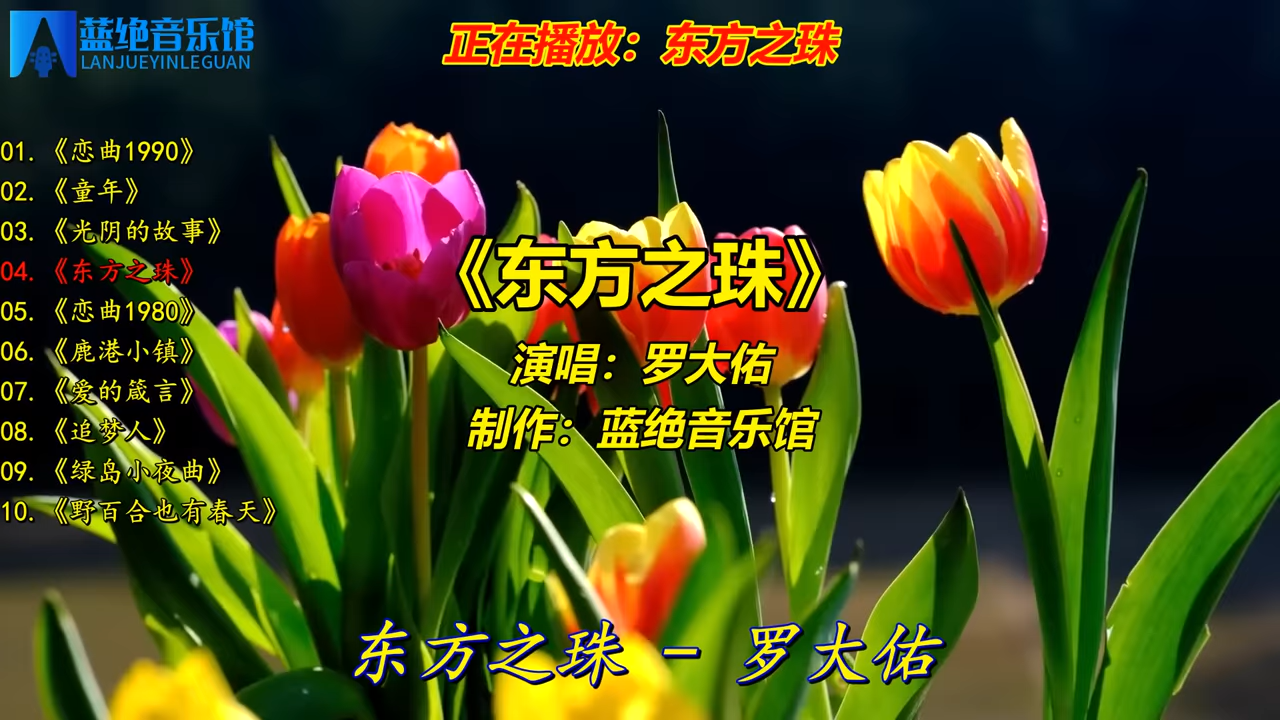 蓝绝音乐馆
LANJUEYINLEGUAN
正在播放：东方之珠
01.《恋曲1990》
02.《童年》
03.《光阴的故事》
04.《东方之珠》
05.《恋曲1980》
06.《鹿港小镇》
07.《爱的箴言》
08.《追梦人》
09.《绿岛小夜曲》
10.《野百合也有春天》
《东方之珠》
演唱：罗大佑
制作：蓝绝音乐馆
东方之珠 - 罗大佑